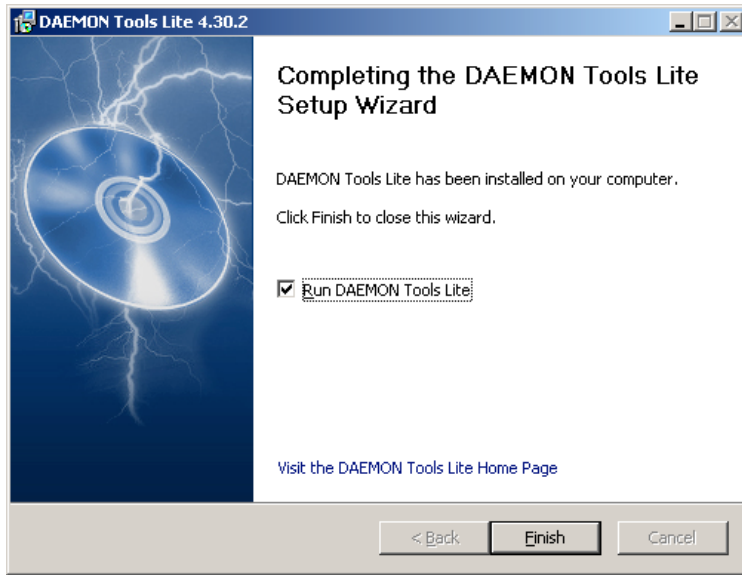 DAEMON Tools Lite 4.30.2
Completing the DAEMON Tools Lite
Setup Wizard
DAEMON Tools Lite has been installed on your computer.
Click Finish to close this wizard.
Run DAEMON Tools Lite
Visit the DAEMON Tools Lite Home Page
< Back
Finish
Cancel